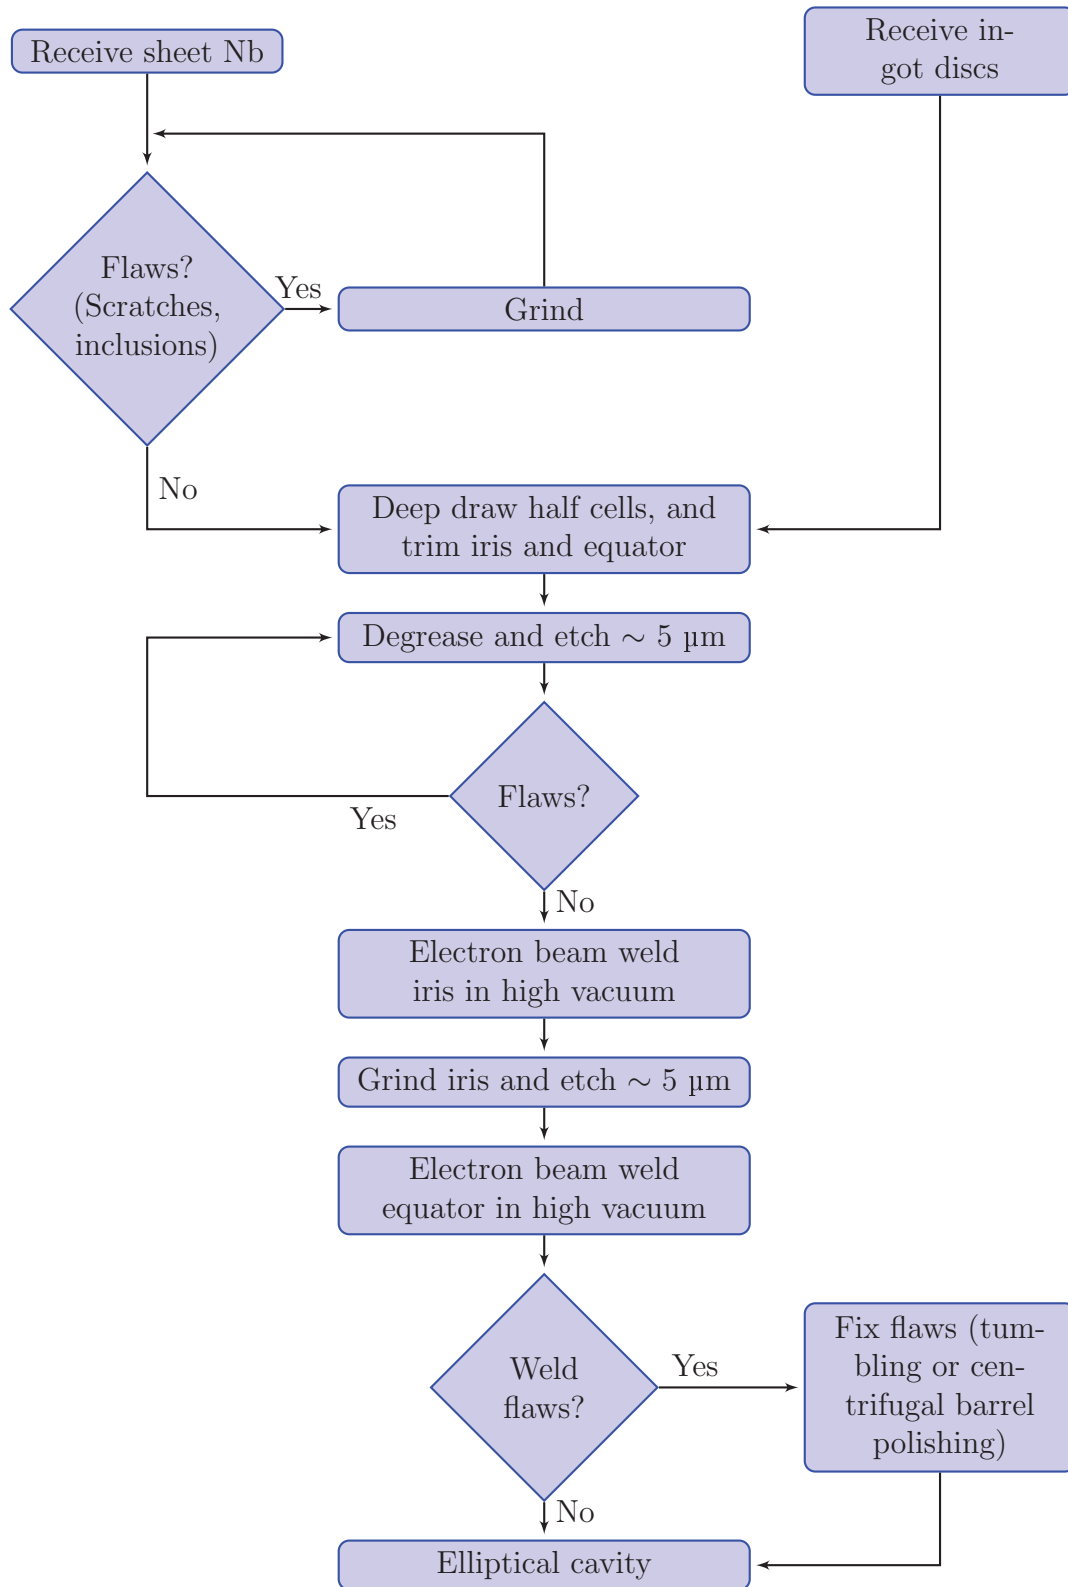 Receive sheet Nb
Receive in-
got discs
Flaws?
(Scratches,
inclusions)
Yes
Grind
No
Deep draw half cells, and
trim iris and equator
Degrease and etch ∼ 5 µm
Flaws?
Yes
No
Electron beam weld
iris in high vacuum
Grind iris and etch ∼ 5 µm
Electron beam weld
equator in high vacuum
Weld
flaws?
Yes
Fix flaws (tum-
bling or cen-
trifugal barrel
polishing)
No
Elliptical cavity